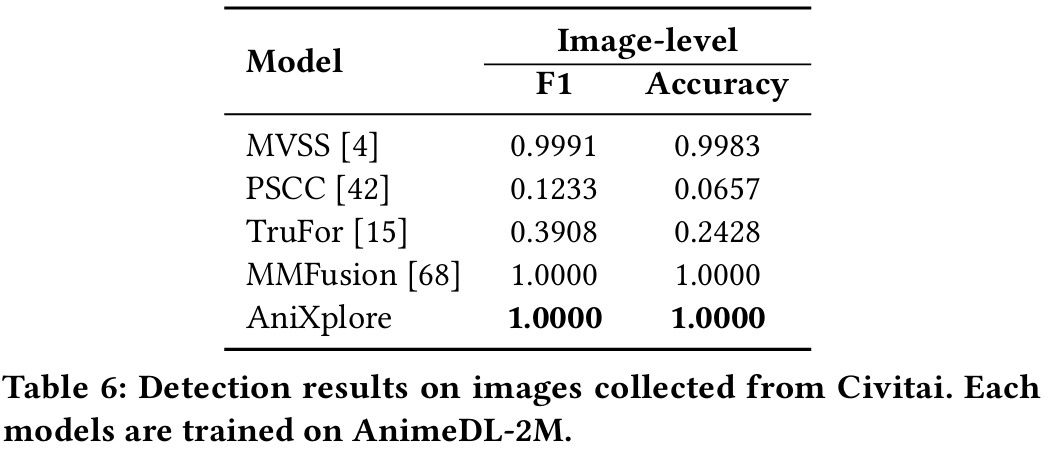 Model Image-level
F1 Accuracy
MVSS [4] 0.9991 0.9983
PSCC [42] 0.1233 0.0657
TruFor [15] 0.3908 0.2428
MMFusion [68] 1.0000 1.0000
AniXplore 1.0000 1.0000
Table 6: Detection results on images collected from Civitai. Each
models are trained on AnimeDL-2M.